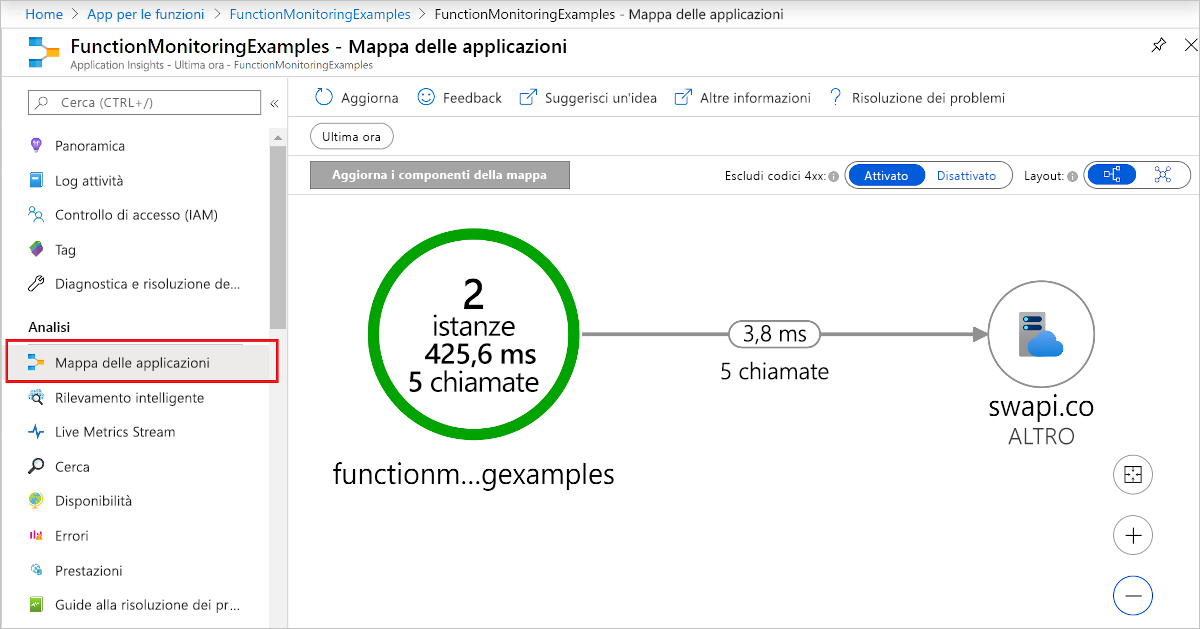 Home > App per le funzioni > FunctionMonitoringExamples > FunctionMonitoringExamples - Mappa delle applicazioni
FunctionMonitoringExamples - Mappa delle applicazioni
Application Insights - Ultima ora - FunctionMonitoringExamples
Cerca (CTRL+/)
«
Panoramica
Log attività
Controllo di accesso (IAM)
Tag
Diagnostica e risoluzione de...
Analisi
Mappa delle applicazioni
Rilevamento intelligente
Live Metrics Stream
Cerca
Disponibilità
Errori
Prestazioni
Guide alla risoluzione dei pr...
Aggiorna Feedback Suggerisci un'idea Altre informazioni ? Risoluzione dei problemi
Ultima ora
Aggiorna i componenti della mappa
Escludi codici 4xx: Attivato Disattivato Layout:
2
istanze
425,6 ms
5 chiamate
functionm...gexamples
3,8 ms
5 chiamate
swapi.co
ALTRO